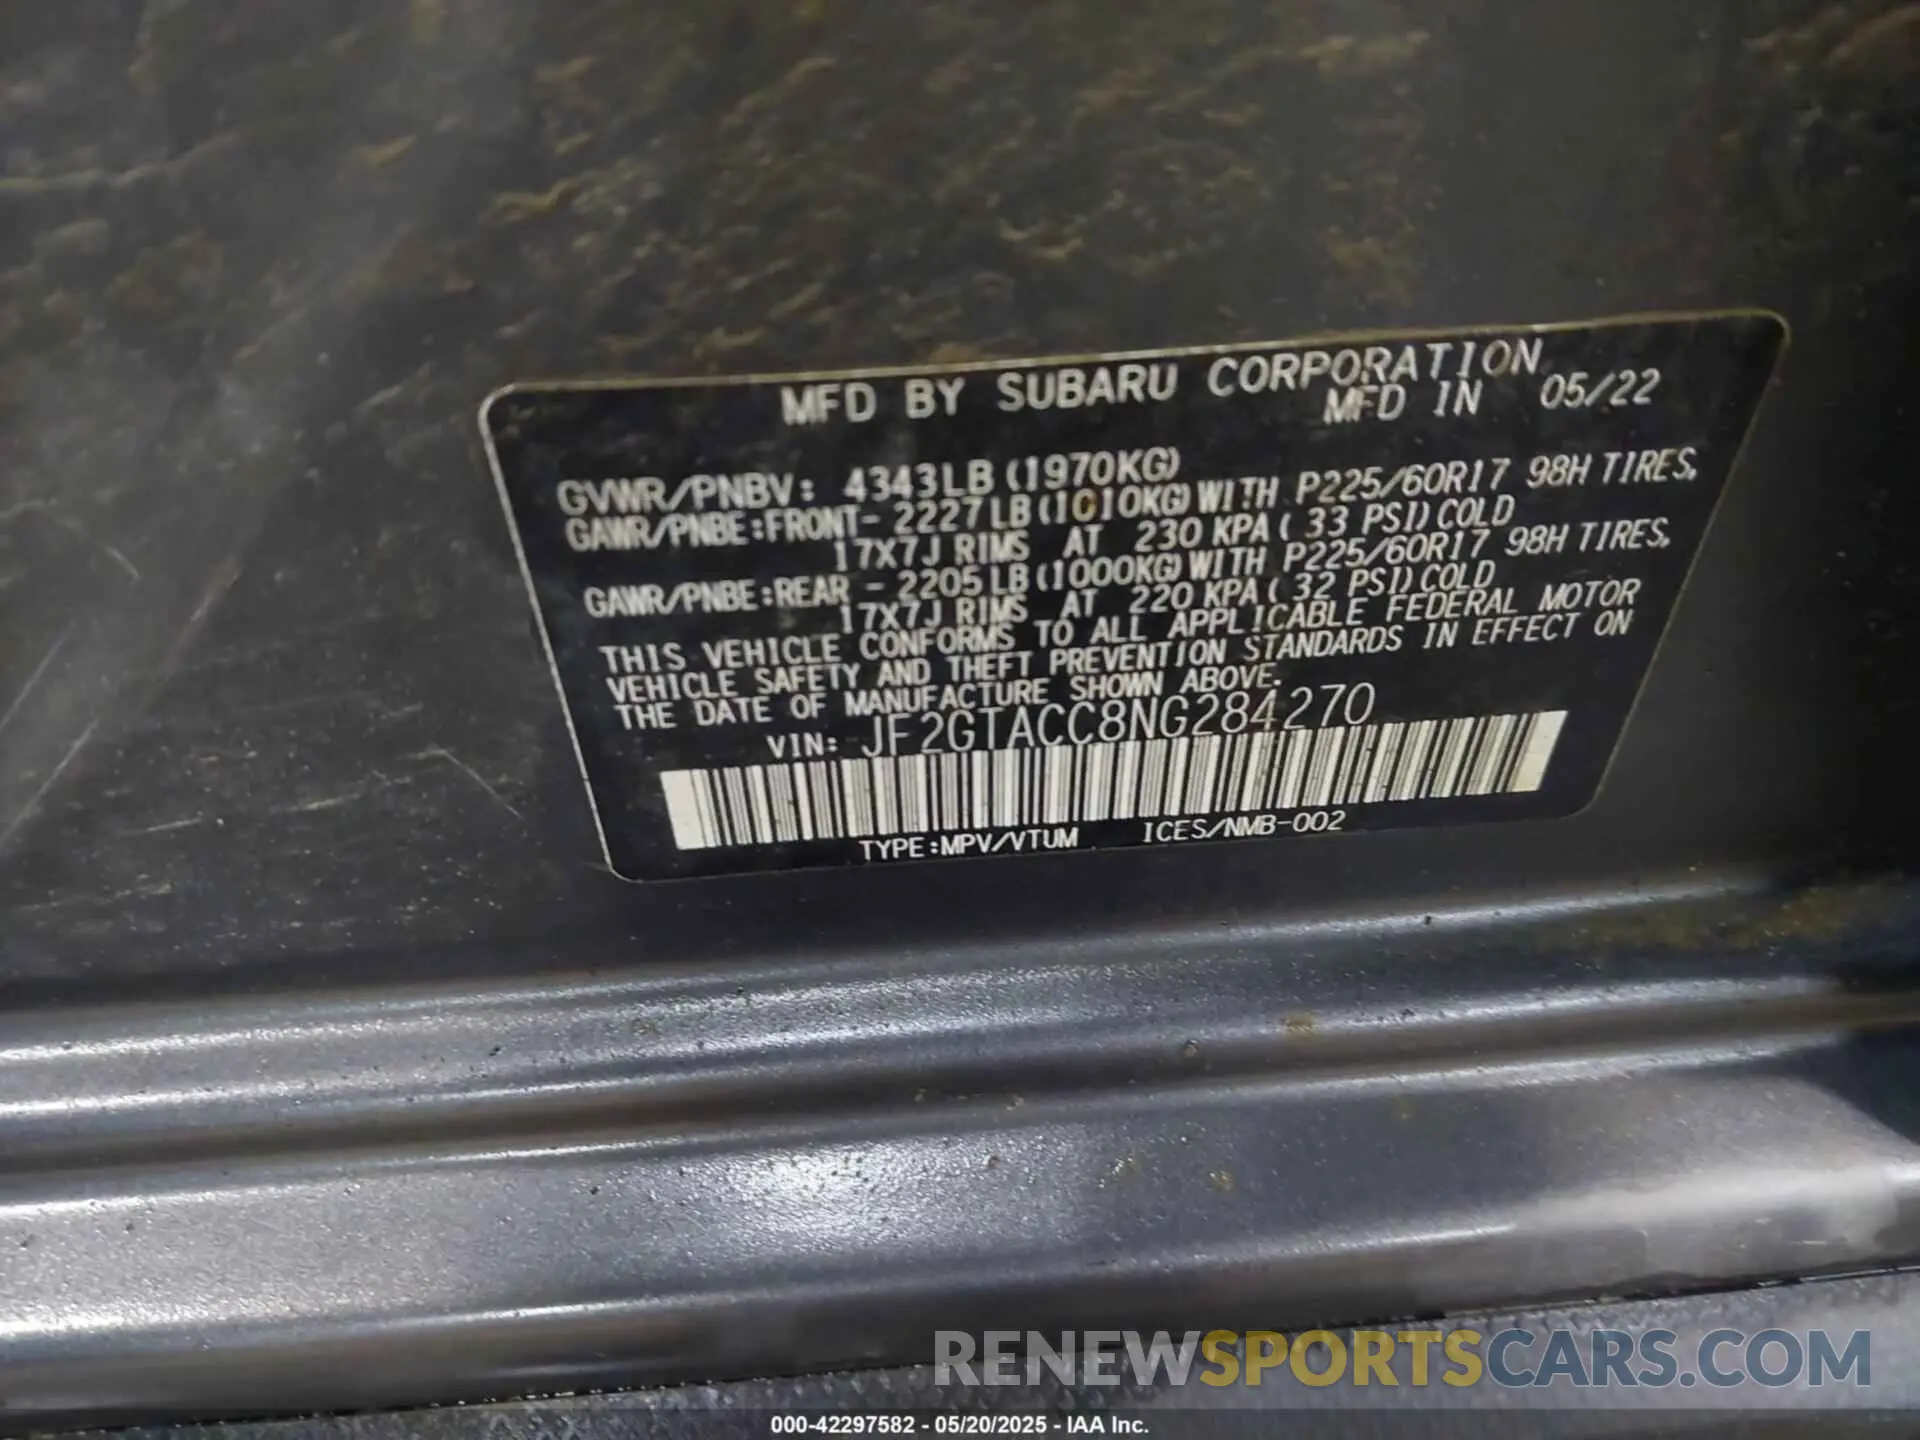 MFD BY SUBARU CORPORATION
MFD IN 05/22
GVWR/PNBV: 4343LB (1970KG)
GAWR/PNBE:FRONT- 2227LB (1010KG) WITH P225/60R17 98H TIRES,
17X7J RIMS AT 230 KPA ( 33 PSI) COLD
GAWR/PNBE:REAR - 2205LB (1000KG) WITH P225/60R17 98H TIRES,
17X7J RIMS AT 220 KPA ( 32 PSI) COLD
THIS VEHICLE CONFORMS TO ALL APPLICABLE FEDERAL MOTOR
VEHICLE SAFETY AND THEFT PREVENTION STANDARDS IN EFFECT ON
THE DATE OF MANUFACTURE SHOWN ABOVE.
VIN: JF2GTACC8NG284270
TYPE:MPV/VTUM ICES/NMB-002
RENEWSPORTSCARS.COM
000-42297582 - 05/20/2025 - IAA Inc.